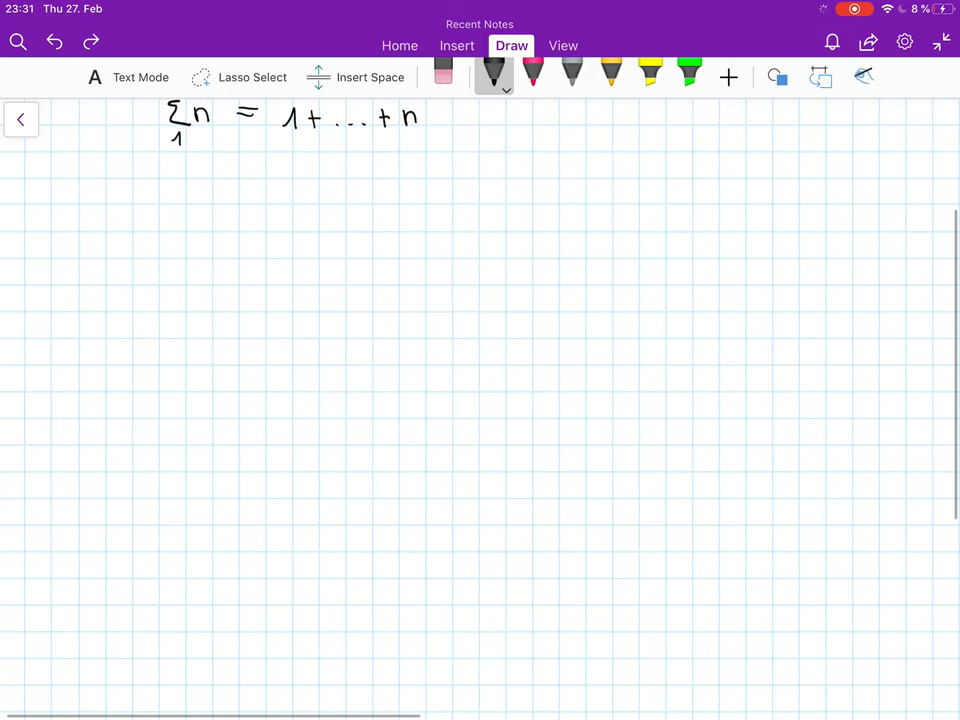 23:31 Thu 27. Feb 8 %
Recent Notes
Home Insert Draw View
A Text Mode Lasso Select Insert Space
Σn = 1+ ... + n
1